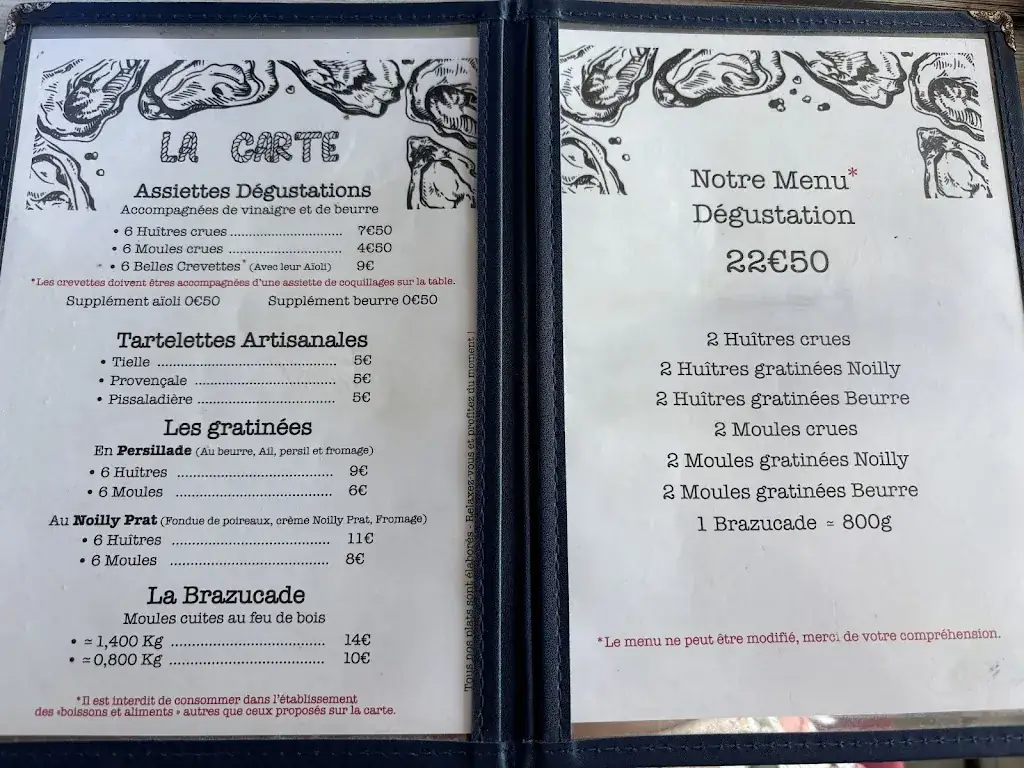 LA CARTE
Assiettes Dégustations
Accompagnées de vinaigre et de beurre
• 6 Huîtres crues .............................. 7€50
• 6 Moules crues .............................. 4€50
• 6 Belles Crevettes* (Avec leur Aïoli) 9€
*Les crevettes doivent êtres accompagnées d'une assiette de coquillages sur la table.
Supplément aïoli 0€50 Supplément beurre 0€50
Tartelettes Artisanales
• Tielle .............................. 5€
• Provençale .............................. 5€
• Pissaladière .............................. 5€
Les gratinées
En Persillade (Au beurre, Ail, persil et fromage)
• 6 Huîtres .............................. 9€
• 6 Moules .............................. 6€
Au Noilly Prat (Fondue de poireaux, crème Noilly Prat, Fromage)
• 6 Huîtres .............................. 11€
• 6 Moules .............................. 8€
La Brazucade
Moules cuites au feu de bois
• ≃ 1,400 Kg .............................. 14€
• ≃ 0,800 Kg .............................. 10€
*Il est interdit de consommer dans l'établissement
des «boissons et aliments » autres que ceux proposés sur la carte.
Tous nos plats sont élaborés - Relaxez-vous et profitez du moment !
Notre Menu*
Dégustation
22€50
2 Huîtres crues
2 Huîtres gratinées Noilly
2 Huîtres gratinées Beurre
2 Moules crues
2 Moules gratinées Noilly
2 Moules gratinées Beurre
1 Brazucade ≃ 800g
*Le menu ne peut être modifié, merci de votre compréhension.